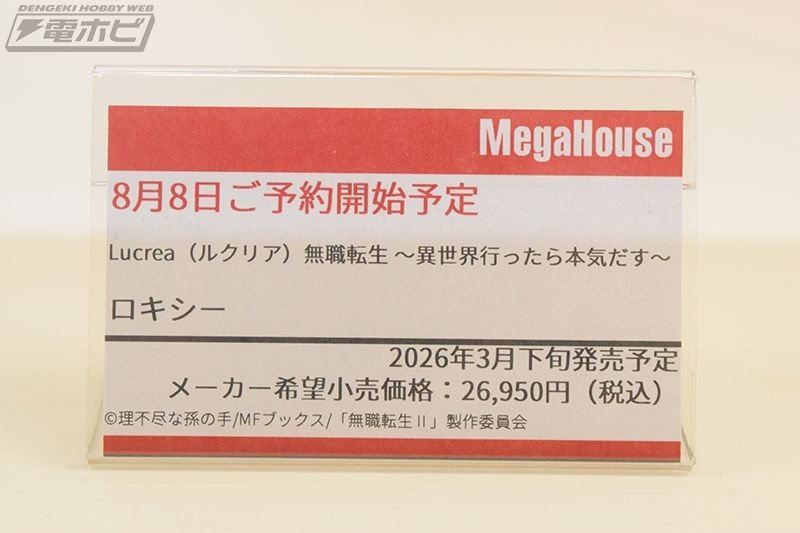 DENGEKI HOBBY WEB
電ホビ
MegaHouse
8月8日ご予約開始予定
Lucrea（ルクリア）無職転生 ～異世界行ったら本気だす～
ロキシー
2026年3月下旬発売予定
メーカー希望小売価格：26,950円（税込）
©理不尽な孫の手/MFブックス/「無職転生Ⅱ」製作委員会